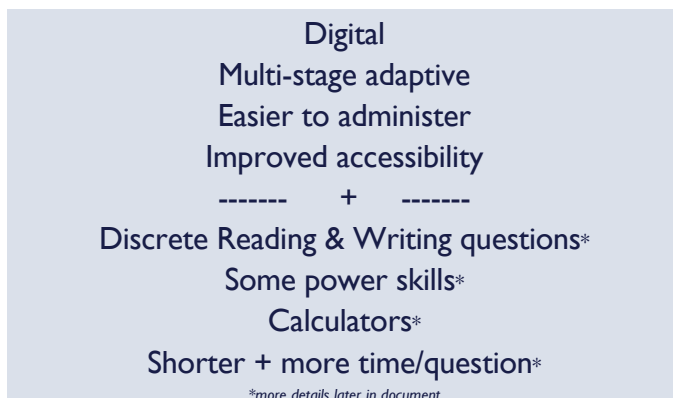 Digital
Multi-stage adaptive
Easier to administer
Improved accessibility
------- + -------
Discrete Reading & Writing questions*
Some power skills*
Calculators*
Shorter + more time/question*
*more details later in document